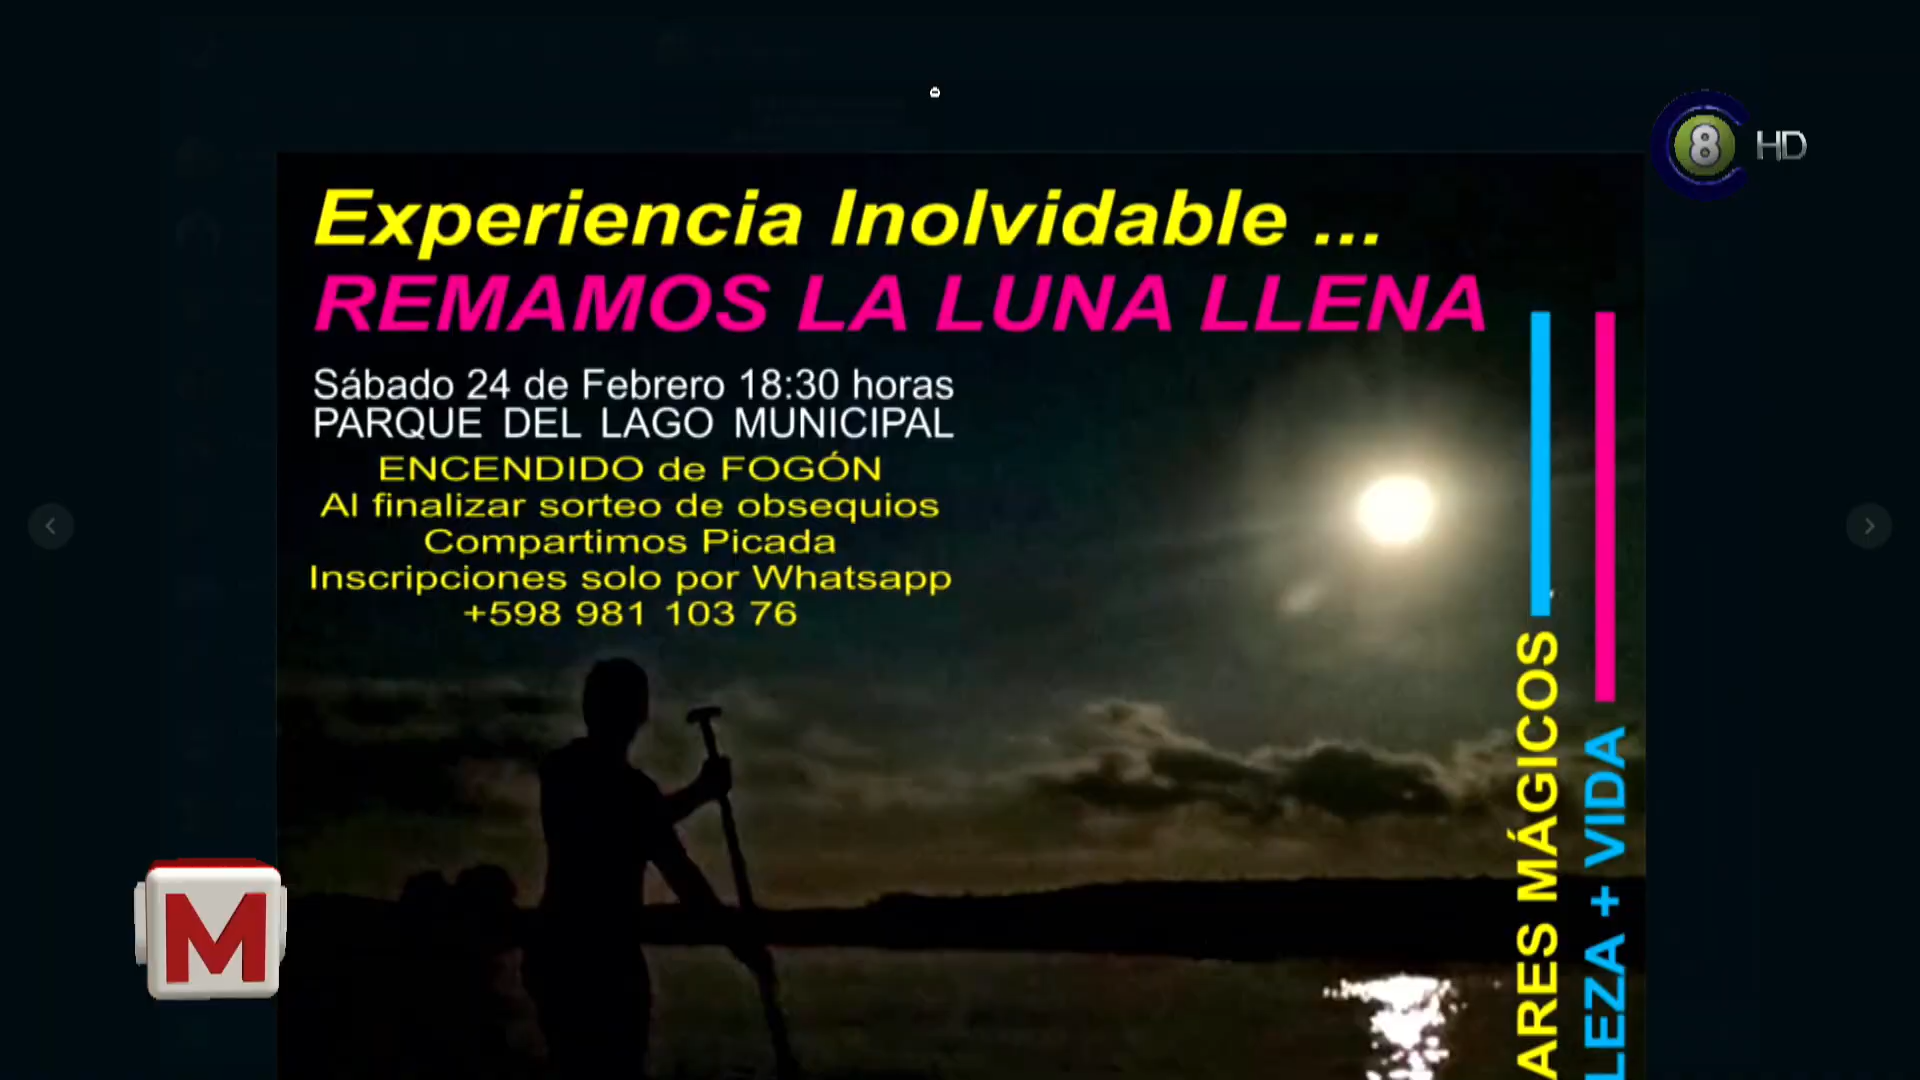 8 HD
Experiencia Inolvidable ...
REMAMOS LA LUNA LLENA
Sábado 24 de Febrero 18:30 horas
PARQUE DEL LAGO MUNICIPAL
ENCENDIDO de FOGÓN
Al finalizar sorteo de obsequios
Compartimos Picada
Inscripciones solo por Whatsapp
+598 981 103 76
ARES MÁGICOS
LEZA + VIDA
M